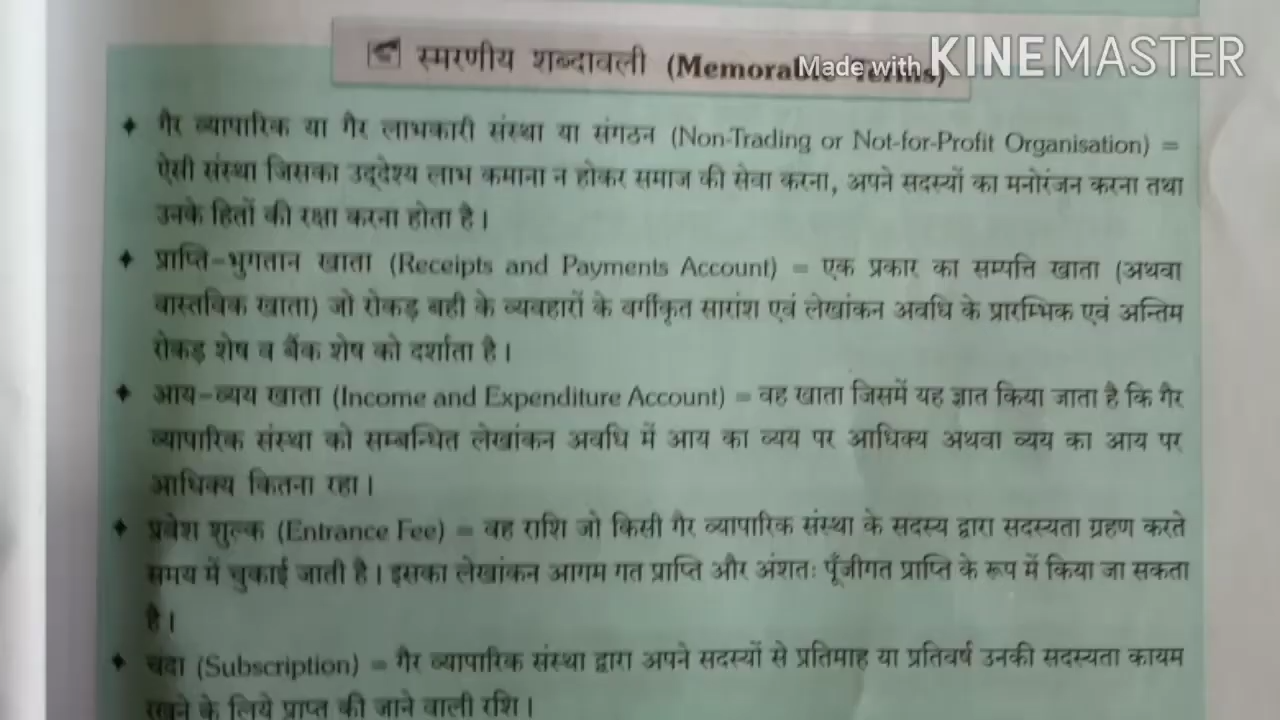 स्मरणीय शब्दावली (Memorable Terms)
Made with KINEMASTER
♦ गैर व्यापारिक या गैर लाभकारी संस्था या संगठन (Non-Trading or Not-for-Profit Organisation) =
ऐसी संस्था जिसका उद्देश्य लाभ कमाना न होकर समाज की सेवा करना, अपने सदस्यों का मनोरंजन करना तथा
उनके हितों की रक्षा करना होता है।
♦ प्राप्ति-भुगतान खाता (Receipts and Payments Account) = एक प्रकार का सम्पत्ति खाता (अथवा
वास्तविक खाता) जो रोकड़ बही के व्यवहारों के वर्गीकृत सारांश एवं लेखांकन अवधि के प्रारम्भिक एवं अन्तिम
रोकड़ शेष व बैंक शेष को दर्शाता है।
♦ आय-व्यय खाता (Income and Expenditure Account) = वह खाता जिसमें यह ज्ञात किया जाता है कि गैर
व्यापारिक संस्था को सम्बन्धित लेखांकन अवधि में आय का व्यय पर आधिक्य अथवा व्यय का आय पर
आधिक्य कितना रहा।
♦ प्रवेश शुल्क (Entrance Fee) = वह राशि जो किसी गैर व्यापारिक संस्था के सदस्य द्वारा सदस्यता ग्रहण करते
समय में चुकाई जाती है। इसका लेखांकन आगम गत प्राप्ति और अंशतः पूँजीगत प्राप्ति के रूप में किया जा सकता
है।
♦ चंदा (Subscription) = गैर व्यापारिक संस्था द्वारा अपने सदस्यों से प्रतिमाह या प्रतिवर्ष उनकी सदस्यता कायम
रखने के लिये प्राप्त की जाने वाली रशि।